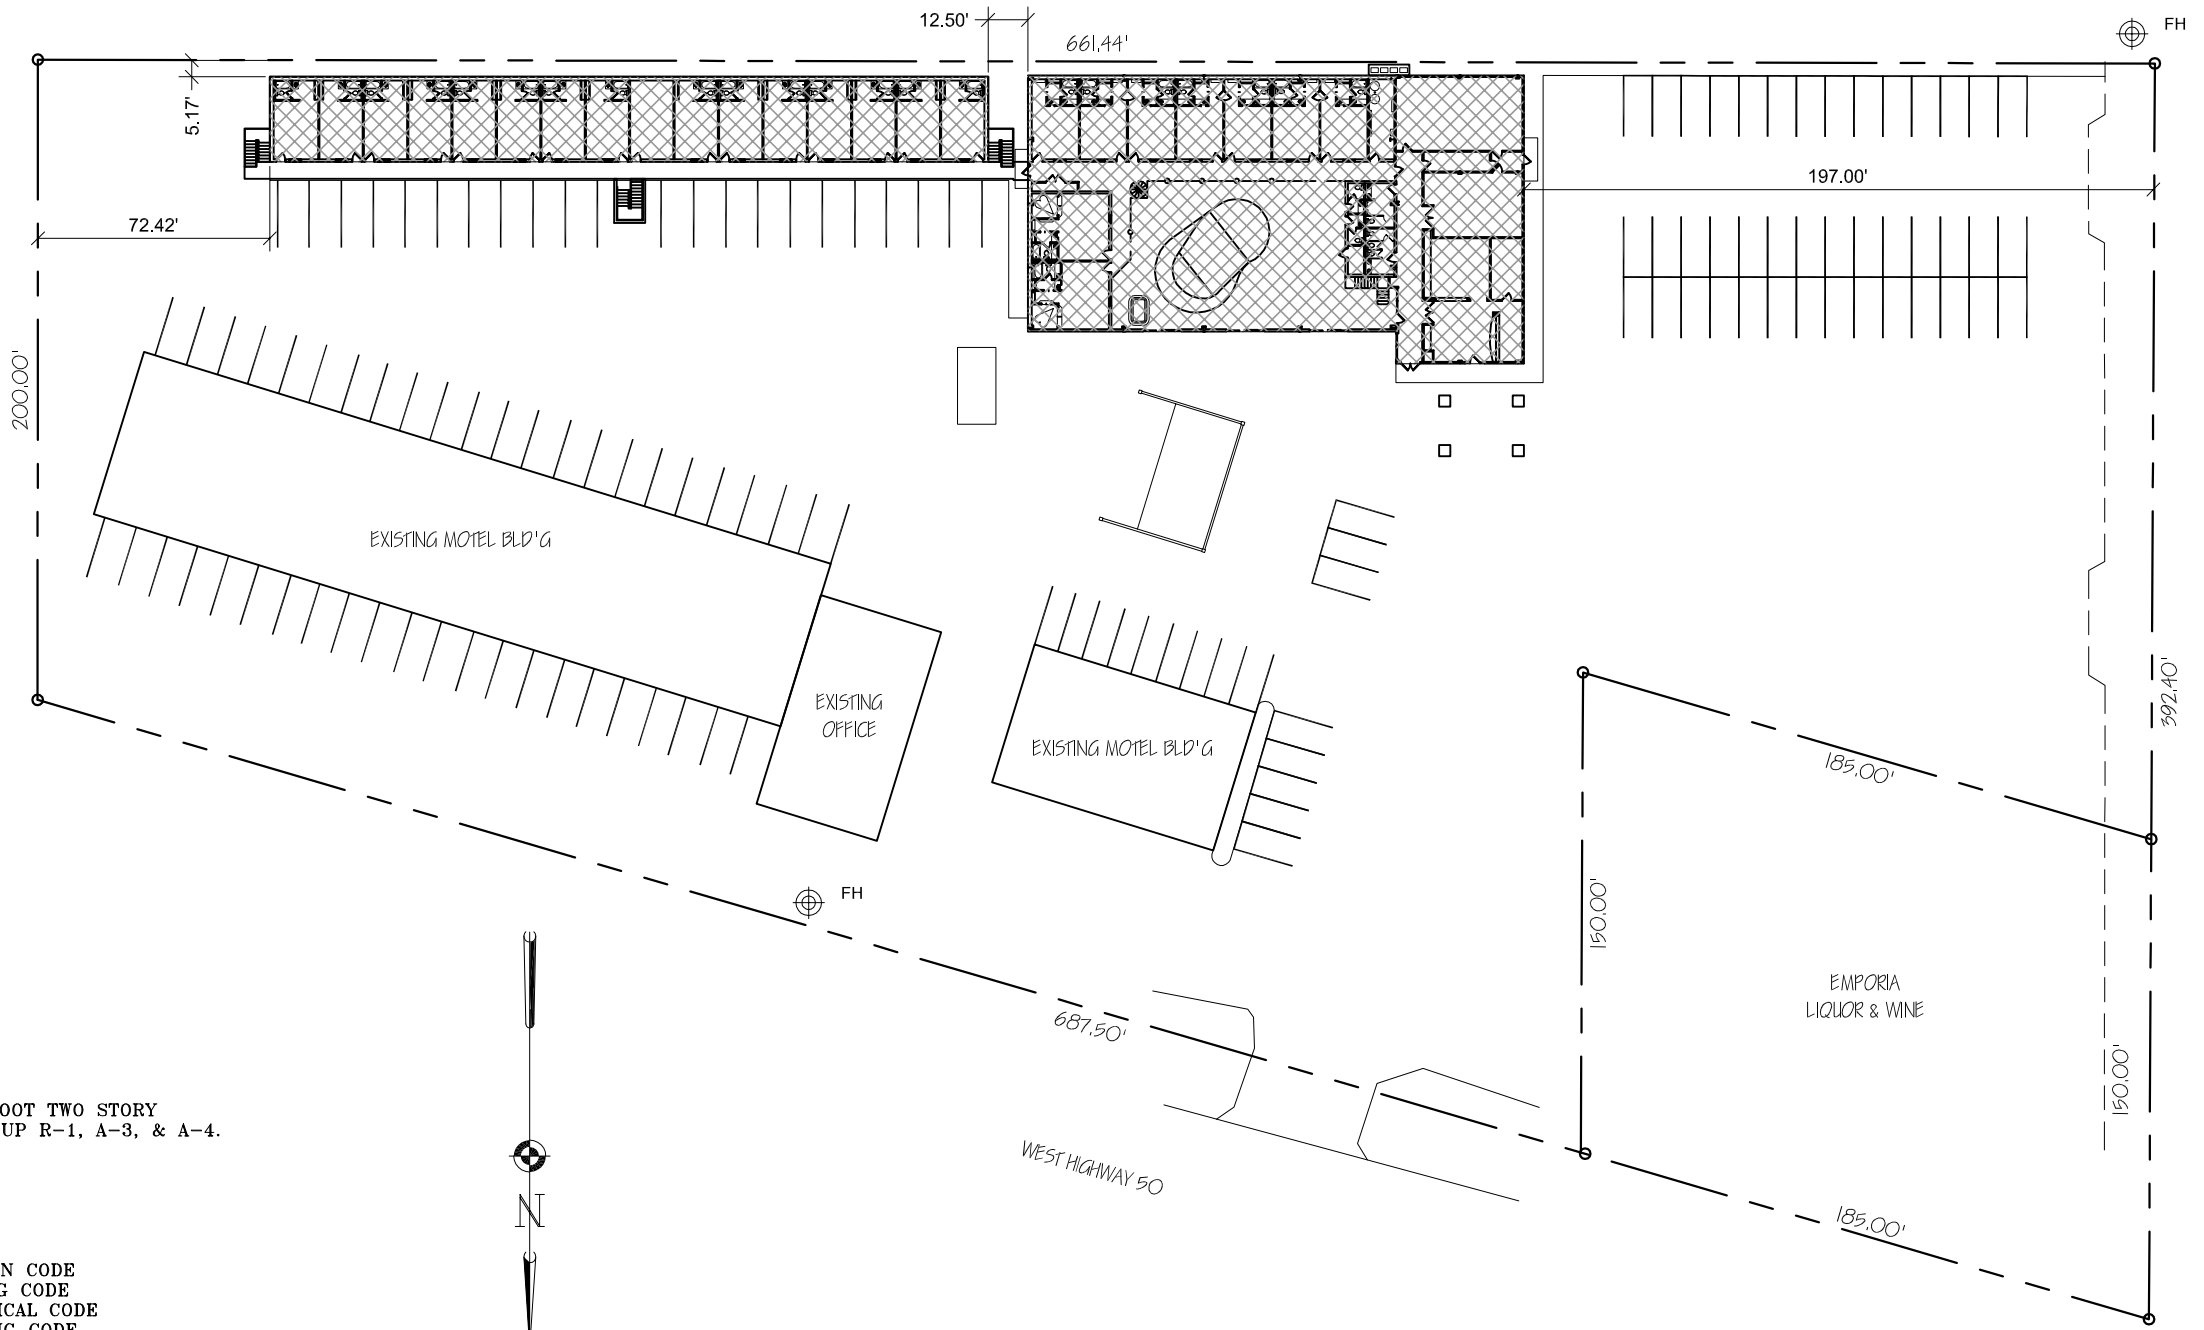 12.50'
661.44'
FH
5.17'
197.00'
72.42'
200.00'
EXISTING MOTEL BLD'G
392.40'
EXISTING
OFFICE
EXISTING MOTEL BLD'G
185.00'
FH
150.00'
EMPORIA
LIQUOR & WINE
687.50'
150.00'
OOT TWO STORY
UP R-1, A-3, & A-4.
WEST HIGHWAY 50
N
185.00'
N CODE
G CODE
ICAL CODE
NG CODE